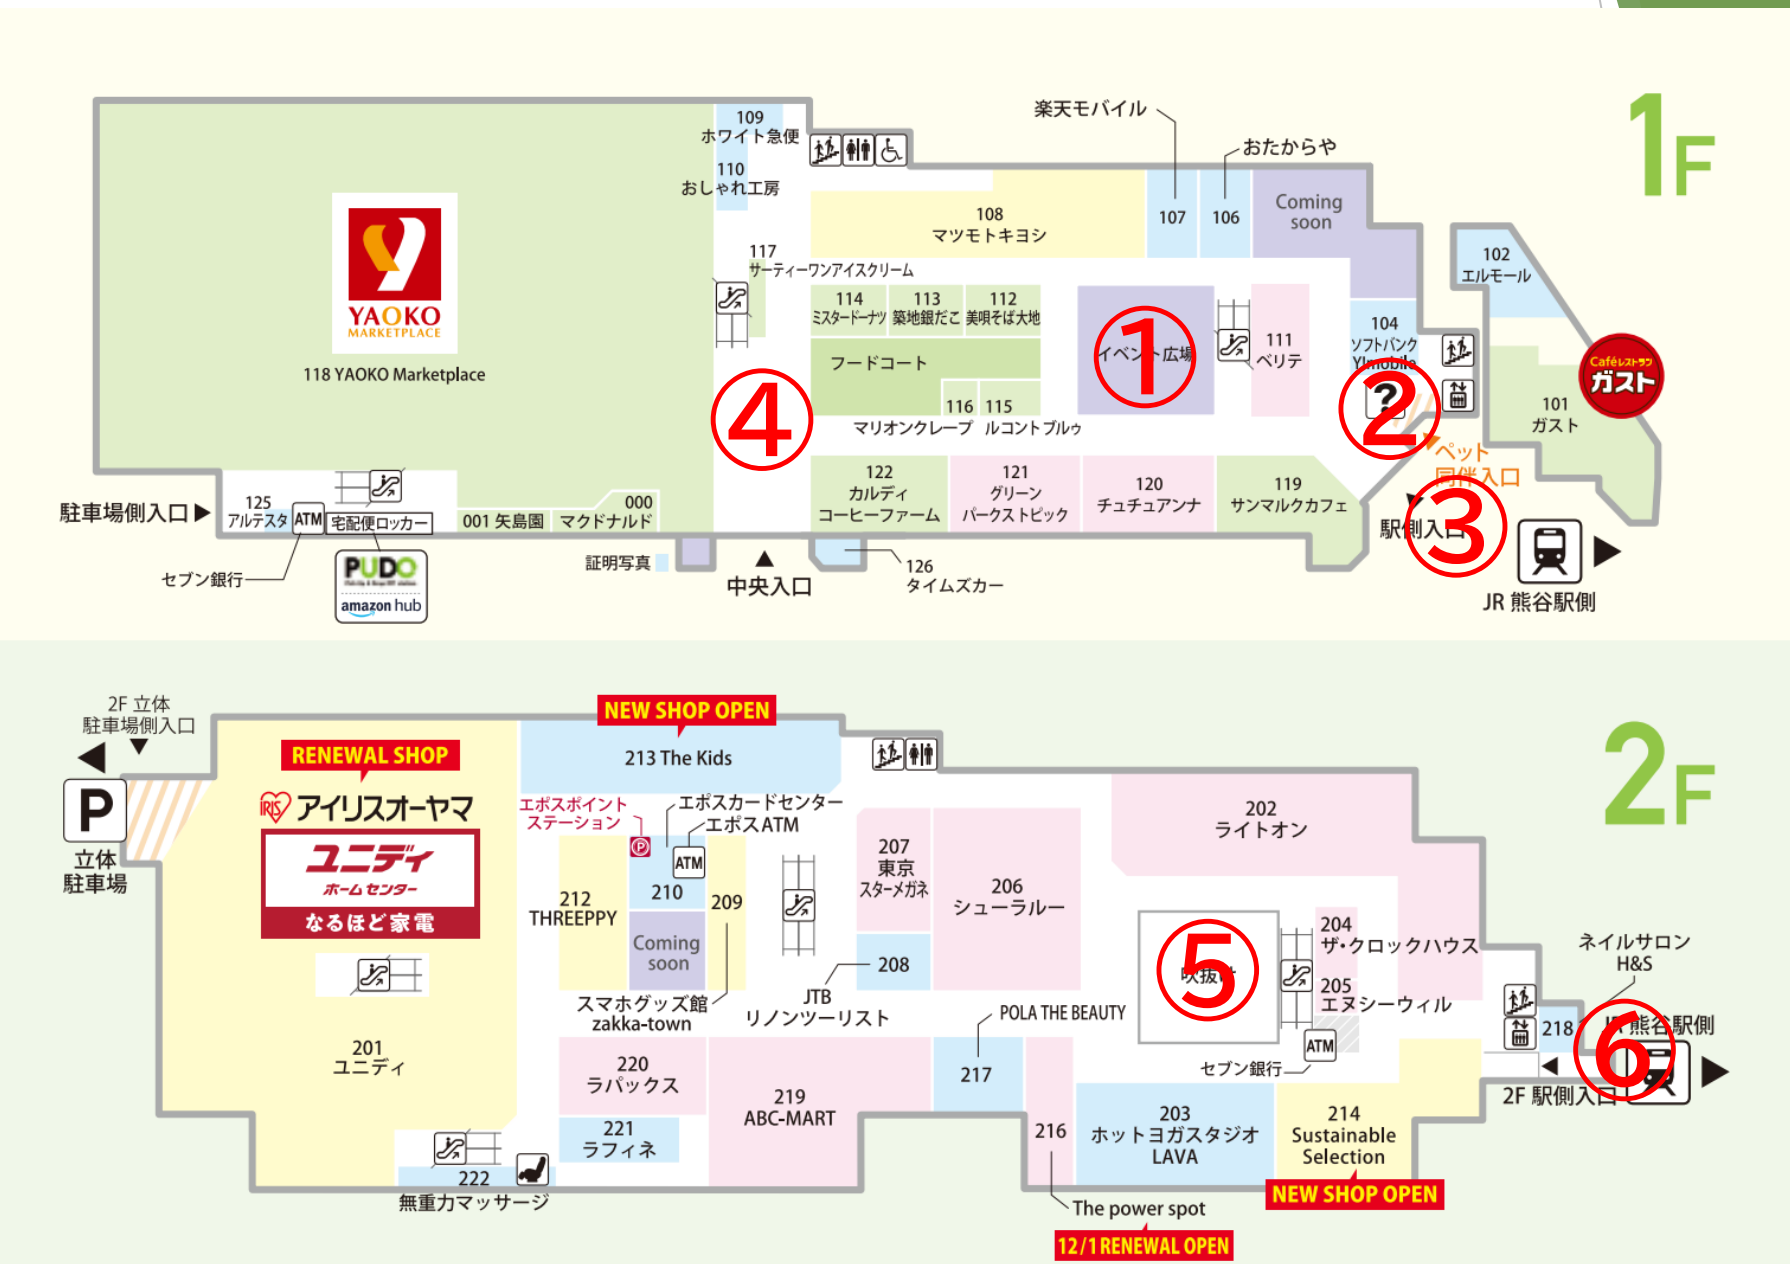 1F
楽天モバイル
おたからや
109
ホワイト急便
110
おしゃれ工房
YAOKO
MARKETPLACE
118 YAOKO Marketplace
108
マツモトキヨシ
107
106
Coming
soon
102
エルモール
117
サーティーワンアイスクリーム
114
ミスタードーナツ
113
築地銀だこ
112
美唄そば大地
フードコート
116
115
マリオンクレープ
ルコントブルゥ
①
イベント広場
111
ベリテ
104
ソフトバンク
Y!mobile
?
②
Caféレストラン
ガスト
101
ガスト
④
ペット
同伴入口
③
駅側入口
JR 熊谷駅側
122
カルディ
コーヒーファーム
121
グリーン
パークストピック
120
チュチュアンナ
119
サンマルクカフェ
駐車場側入口
125
アルテスタ
ATM
宅配便ロッカー
001 矢島園
000
マクドナルド
セブン銀行
PUDO
amazon hub
証明写真
中央入口
126
タイムズカー
2F
2F 立体
駐車場側入口
P
立体
駐車場
RENEWAL SHOP
IRIS
アイリスオーヤマ
ユニディ
ホームセンター
なるほど家電
201
ユニディ
NEW SHOP OPEN
213 The Kids
エポスポイント
ステーション
P
エポスカードセンター
エポスATM
ATM
212
THREEPPY
210
209
Coming
soon
スマホグッズ館
zakka-town
207
東京
スターメガネ
206
シューラルー
208
JTB
リノンツーリスト
202
ライトオン
⑤
吹抜け
204
ザ・クロックハウス
205
エヌシーウィル
ATM
セブン銀行
POLA THE BEAUTY
217
ネイルサロン
H&S
218
JR 熊谷駅側
⑥
2F 駅側入口
220
ラパックス
221
ラフィネ
219
ABC-MART
222
無重力マッサージ
216
The power spot
12/1 RENEWAL OPEN
203
ホットヨガスタジオ
LAVA
214
Sustainable
Selection
NEW SHOP OPEN